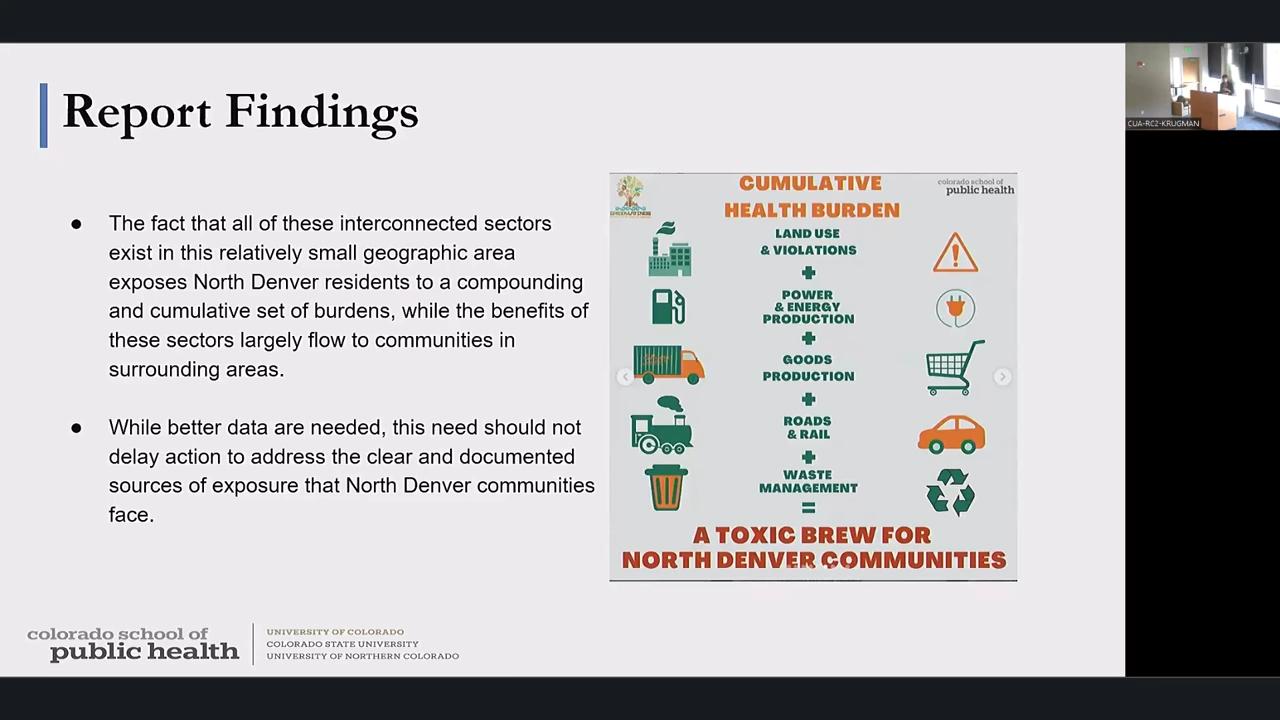 Report Findings
● The fact that all of these interconnected sectors
exist in this relatively small geographic area
exposes North Denver residents to a compounding
and cumulative set of burdens, while the benefits of
these sectors largely flow to communities in
surrounding areas.
● While better data are needed, this need should not
delay action to address the clear and documented
sources of exposure that North Denver communities
face.
CUMULATIVE
HEALTH BURDEN
colorado school of
public health
LAND USE
& VIOLATIONS
+
POWER
& ENERGY
PRODUCTION
+
GOODS
PRODUCTION
+
ROADS
& RAIL
+
WASTE
MANAGEMENT
=
A TOXIC BREW FOR
NORTH DENVER COMMUNITIES
colorado school of
public health
UNIVERSITY OF COLORADO
COLORADO STATE UNIVERSITY
UNIVERSITY OF NORTHERN COLORADO
CUA-RC2-KRUGMAN